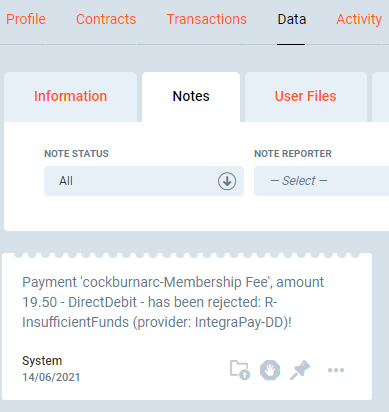 Profile Contracts Transactions Data Activity
Information Notes User Files
NOTE STATUS NOTE REPORTER
All — Select —
Payment 'cockburnarc-Membership Fee', amount
19.50 - DirectDebit - has been rejected: R-
InsufficientFunds (provider: IntegraPay-DD)!
System
14/06/2021